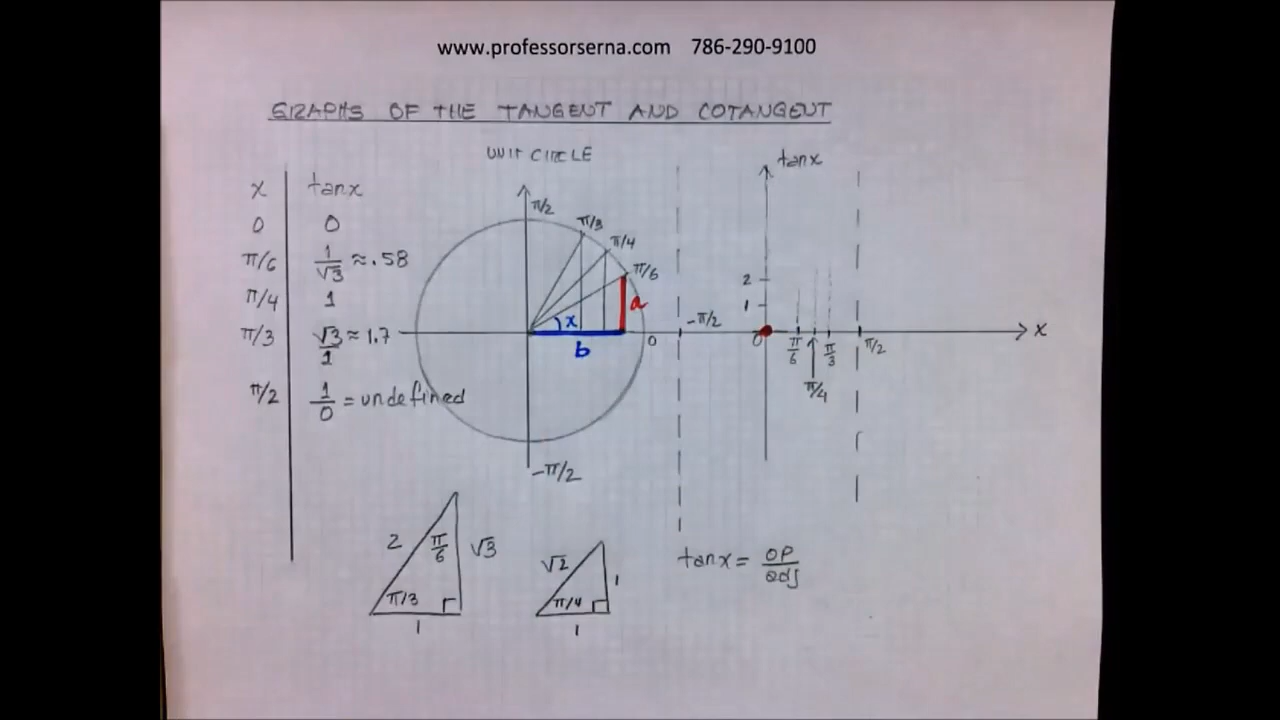 www.professorserna.com 786-290-9100
GRAPHS OF THE TANGENT AND COTANGENT
UNIT CIRCLE
x tanx
0 0
π/6 1/√3 ≈ .58
π/4 1
π/3 √3/1 ≈ 1.7
π/2 1/0 = undefined
π/2
π/3
π/4
π/6
a
x
b
0
-π/2
tanx
2
1
-π/2 0 π/6 π/3 π/2 x
π/4
2 π/6 √3
π/3
1
√2 1
π/4
1
tanx = op/adj